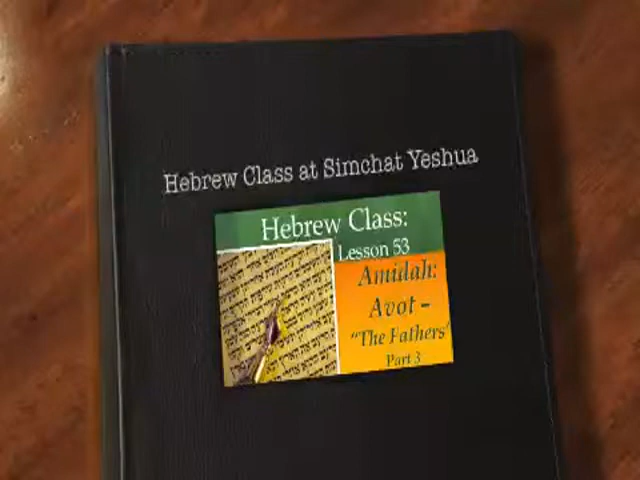 Hebrew Class at Simchat Yeshua
Hebrew Class:
Lesson 53
Amidah:
Avot –
"The Fathers"
Part 3